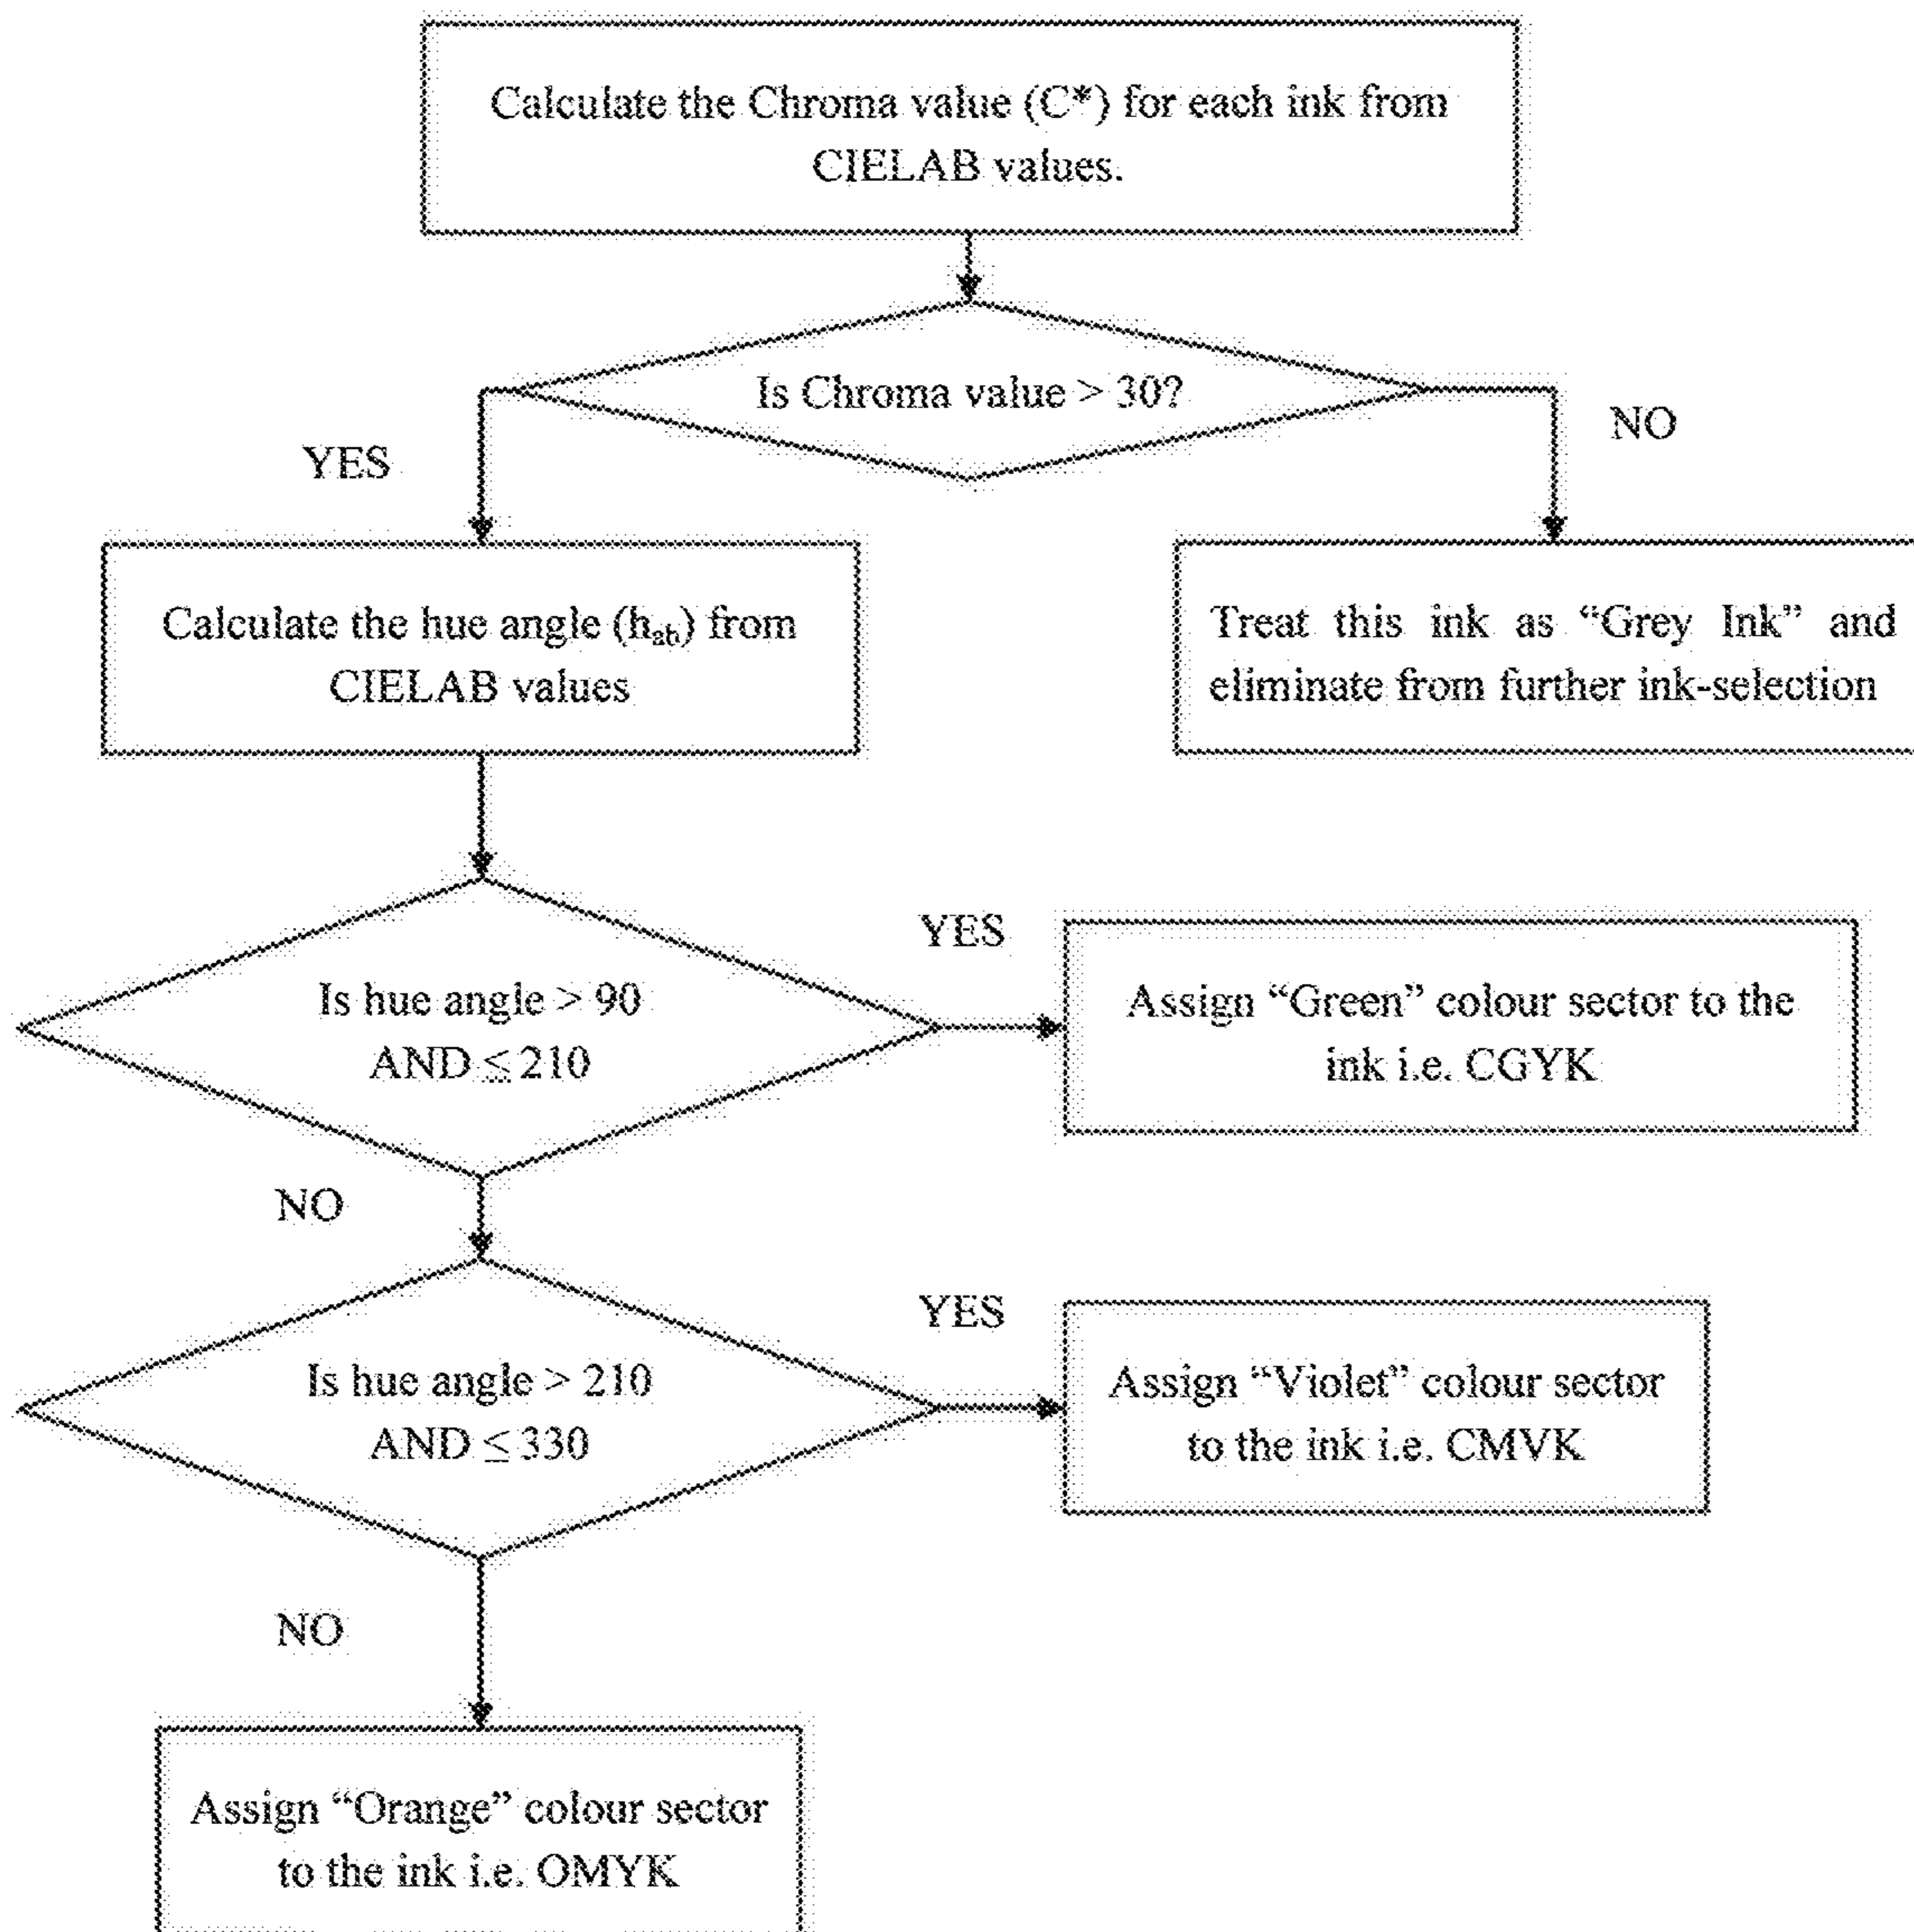 Calculate the Chroma value (C*) for each ink from
CIELAB values.
Is Chroma value > 30?
YES
NO
Calculate the hue angle (hab) from
CIELAB values
Treat this ink as “Grey Ink” and
eliminate from further ink-selection
Is hue angle > 90
AND ≤ 210
YES
Assign “Green” colour sector to the
ink i.e. CGYK
NO
Is hue angle > 210
AND ≤ 330
YES
Assign “Violet” colour sector
to the ink i.e. CMVK
NO
Assign “Orange” colour sector
to the ink i.e. OMYK